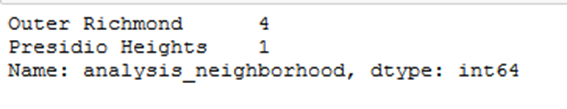 Outer Richmond 4
Presidio Heights 1
Name: analysis_neighborhood, dtype: int64